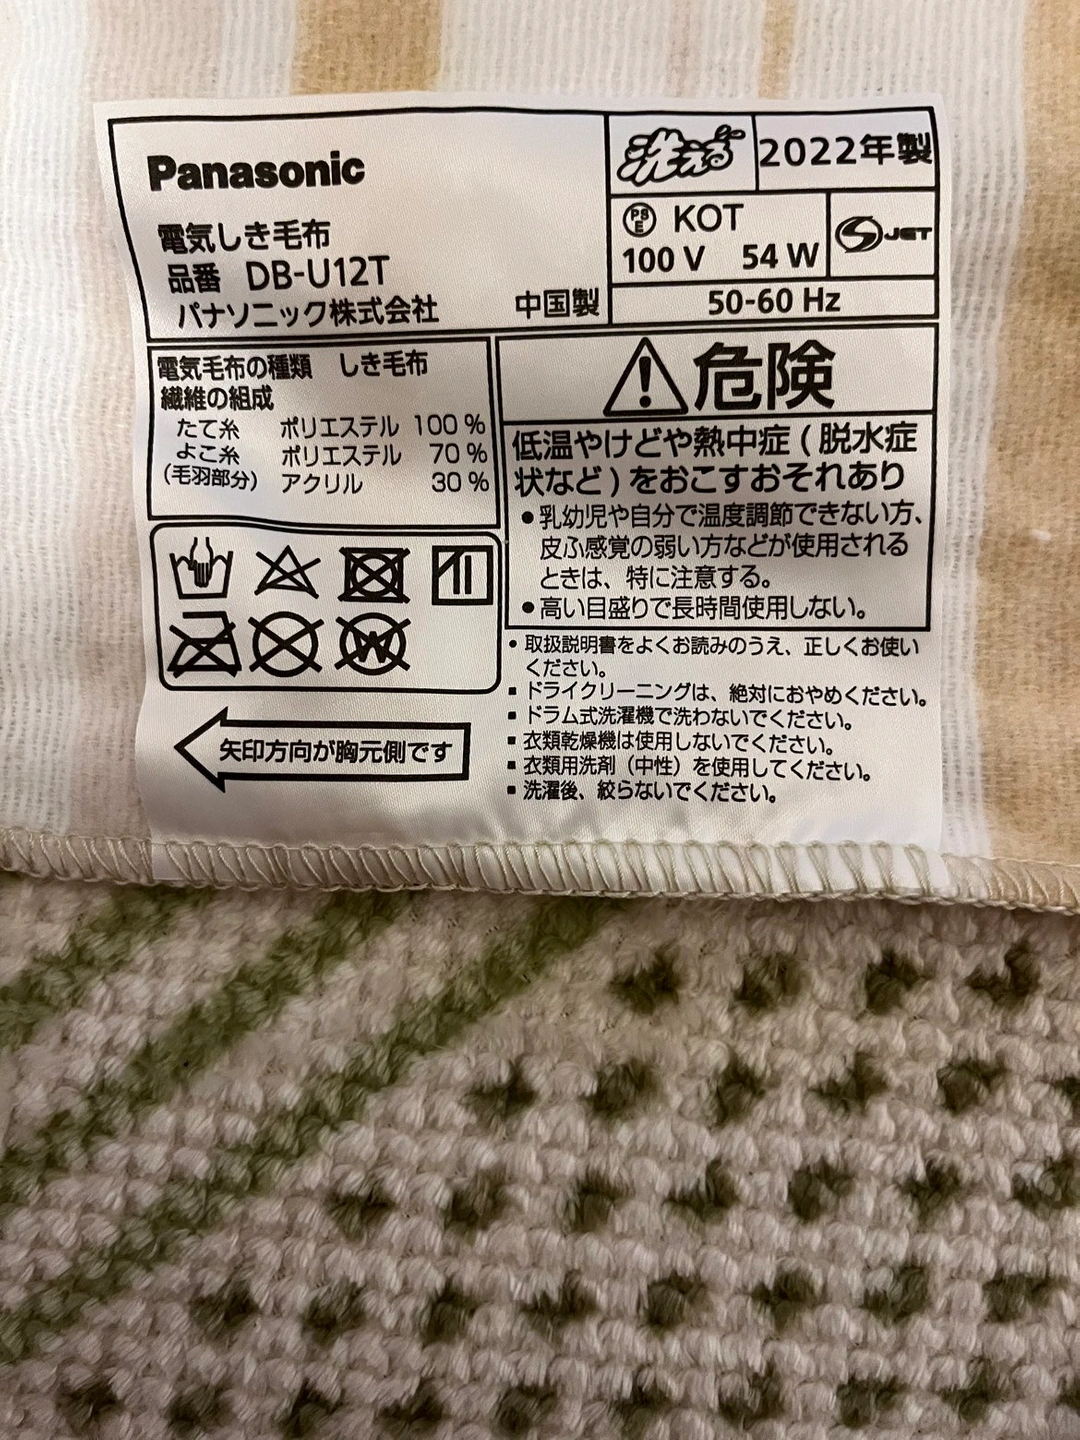 Panasonic
電気しき毛布
品番 DB-U12T
パナソニック株式会社 中国製
洗える
2022年製
PSE KOT
100 V 54 W
S JET
50-60 Hz
電気毛布の種類 しき毛布
繊維の組成
たて糸 ポリエステル 100 %
よこ糸 ポリエステル 70 %
(毛羽部分) アクリル 30 %
W
矢印方向が胸元側です
危険
低温やけどや熱中症 ( 脱水症
状など ) をおこすおそれあり
●乳幼児や自分で温度調節できない方、
皮ふ感覚の弱い方などが使用される
ときは、特に注意する。
●高い目盛りで長時間使用しない。
▪取扱説明書をよくお読みのうえ、正しくお使い
ください。
▪ドライクリーニングは、絶対におやめください。
▪ドラム式洗濯機で洗わないでください。
▪衣類乾燥機は使用しないでください。
▪衣類用洗剤（中性）を使用してください。
▪洗濯後、絞らないでください。